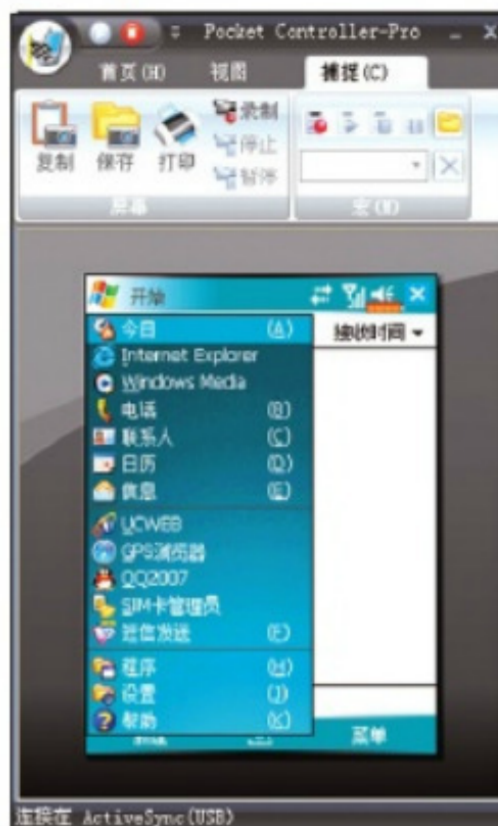 Pocket Controller-Pro
首页(H) 视图 捕捉(C)
复制 保存 打印 录制
停止
暂停
屏幕 宏(M)
开始
今日 (A) 接收时间
Internet Explorer
Windows Media
电话 (B)
联系人 (C)
日历 (D)
信息 (E)
UCWEB
GPS浏览器
QQ2007
SIM卡管理员
短信发送 (F)
程序 (H)
设置 (J)
帮助 (K)
菜单
连接在 ActiveSync(USB)